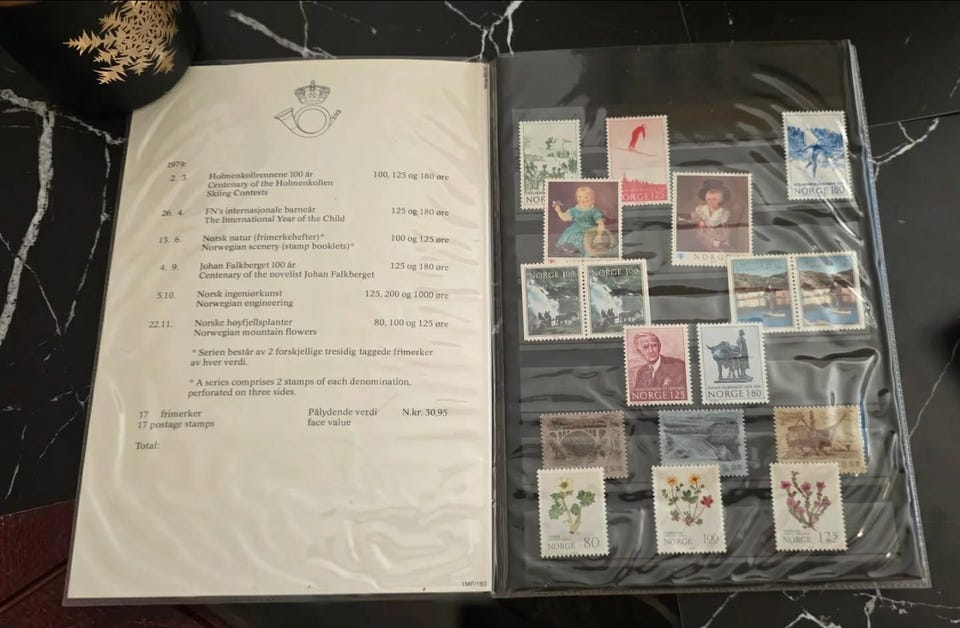 1979:
2. 3. Holmenkollrennene 100 år 100, 125 og 180 øre
Centenary of the Holmenkollen
Skiing Contests
26. 4. FN's internasjonale barneår 125 og 180 øre
The International Year of the Child
13. 6. Norsk natur (frimerkehefter)* 100 og 125 øre
Norwegian scenery (stamp booklets)*
4. 9. Johan Falkberget 100 år 125 og 180 øre
Centenary of the novelist Johan Falkberget
5.10. Norsk ingeniørkunst 125, 200 og 1000 øre
Norwegian engineering
22.11. Norske høyfjellsplanter 80, 100 og 125 øre
Norwegian mountain flowers
* Serien består av 2 forskjellige tresidig taggede frimerker
av hver verdi.
* A series comprises 2 stamps of each denomination,
perforated on three sides.
17 frimerker Pålydende verdi N.kr. 30,95
17 postage stamps face value
Total:
1MF/183
NORGE 125
NORGE 180
NORGE
NORGE 1.00 NORGE 1.00
NORGE 125
NORGE 180
NORGE 80
NORGE 100
NORGE 125